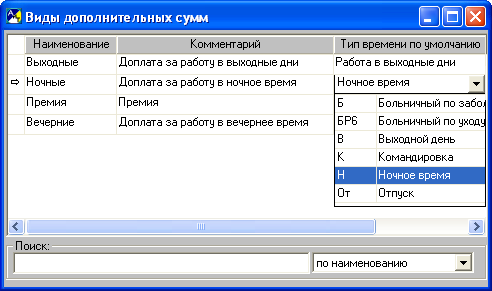 Виды дополнительных сумм
Наименование Комментарий Тип времени по умолчанию
Выходные Доплата за работу в выходные дни Работа в выходные дни
Ночные Доплата за работу в ночное время Ночное время
Премия Премия
Вечерние Доплата за работу в вечернее время
Б Больничный по забол
БР6 Больничный по уходу
В Выходной день
К Командировка
Н Ночное время
От Отпуск
Поиск:
по наименованию